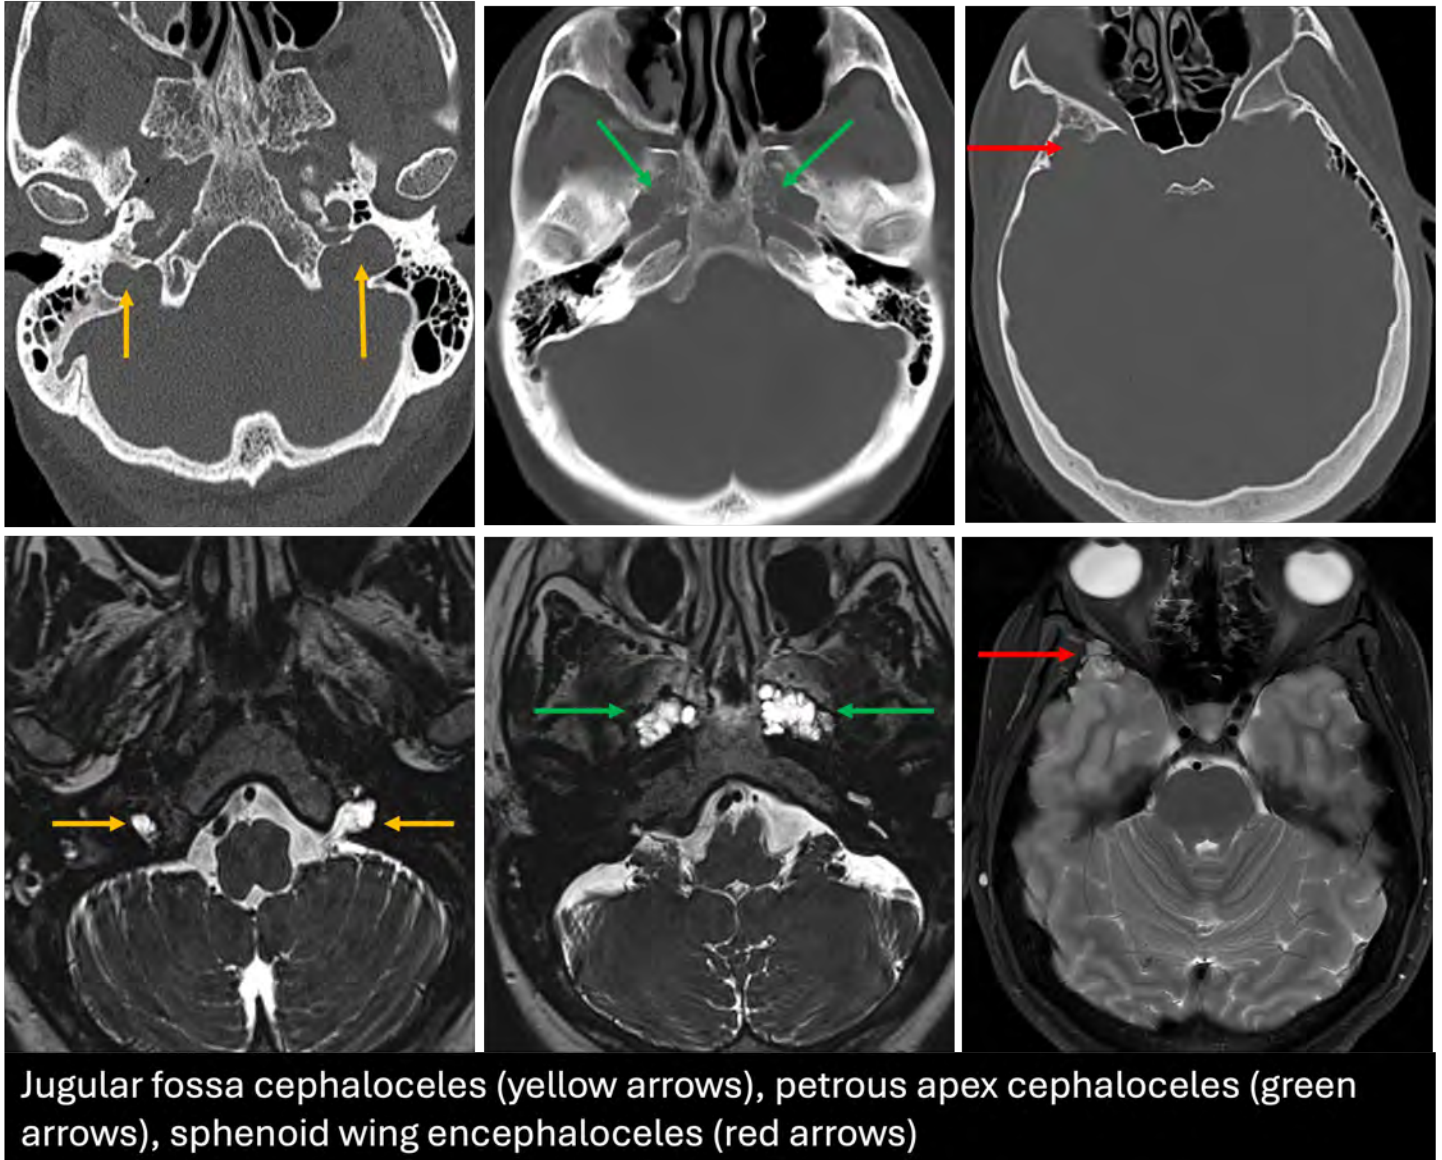 Jugular fossa cephaloceles (yellow arrows), petrous apex cephaloceles (green
arrows), sphenoid wing encephaloceles (red arrows)